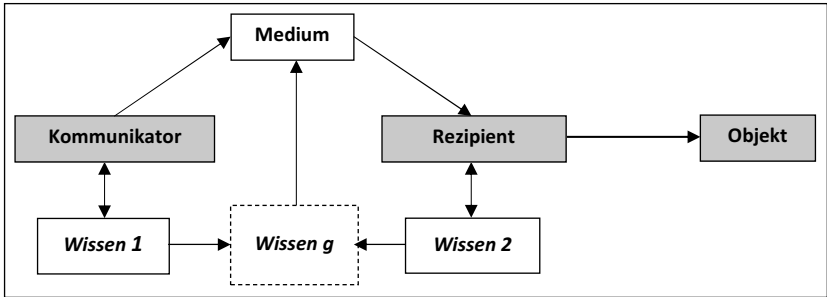 Medium
Kommunikator
Rezipient
Objekt
Wissen 1
Wissen g
Wissen 2